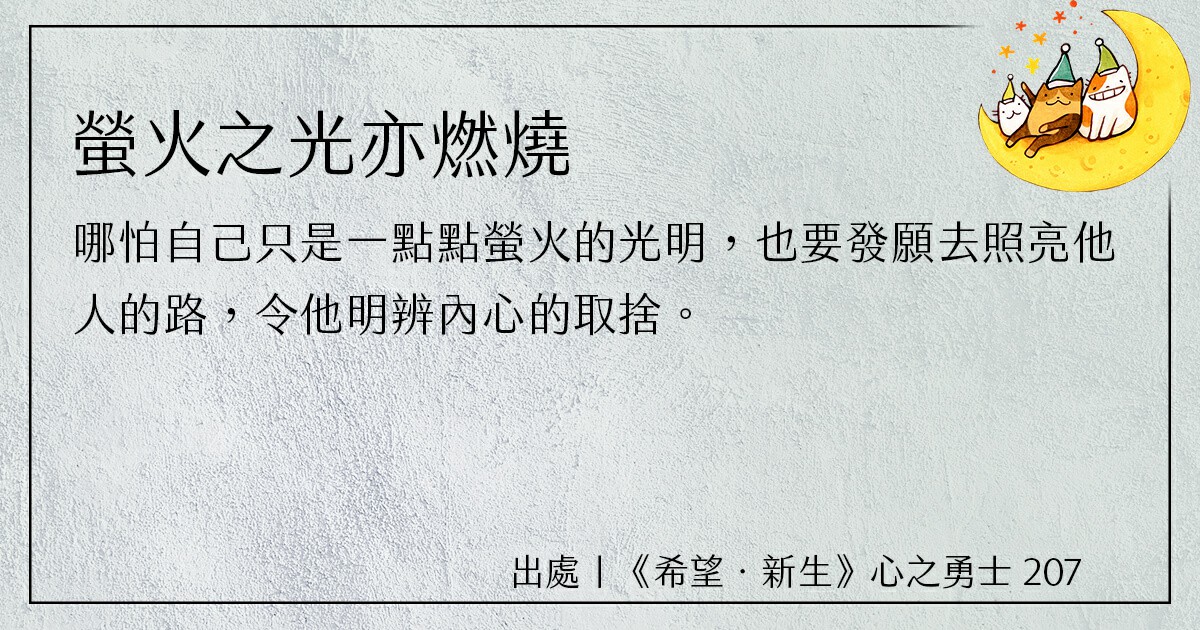 螢火之光亦燃燒
哪怕自己只是一點點螢火的光明，也要發願去照亮他
人的路，令他明辨內心的取捨。
出處丨《希望．新生》心之勇士 207